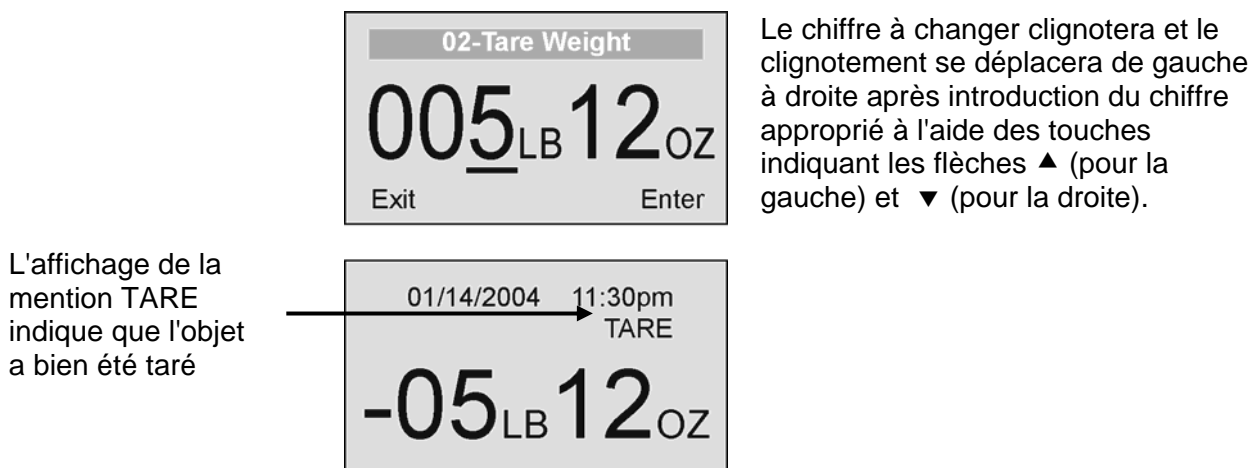 02-Tare Weight
005LB12OZ
Exit Enter
Le chiffre à changer clignotera et le
clignotement se déplacera de gauche
à droite après introduction du chiffre
approprié à l'aide des touches
indiquant les flèches ▲ (pour la
gauche) et ▼ (pour la droite).
L'affichage de la
mention TARE
indique que l'objet
a bien été taré
01/14/2004 11:30pm
TARE
-05LB12OZ